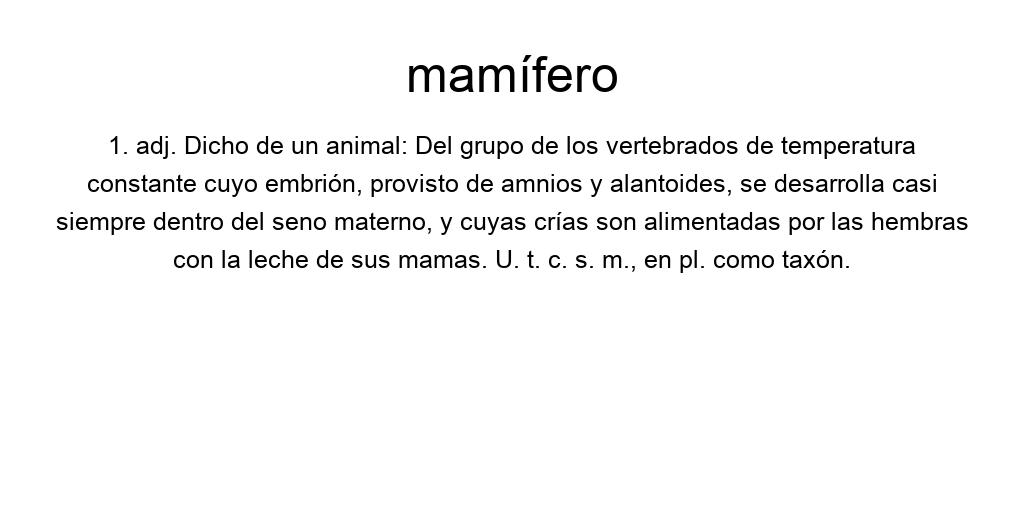 mamífero
1. adj. Dicho de un animal: Del grupo de los vertebrados de temperatura
constante cuyo embrión, provisto de amnios y alantoides, se desarrolla casi
siempre dentro del seno materno, y cuyas crías son alimentadas por las hembras
con la leche de sus mamas. U. t. c. s. m., en pl. como taxón.